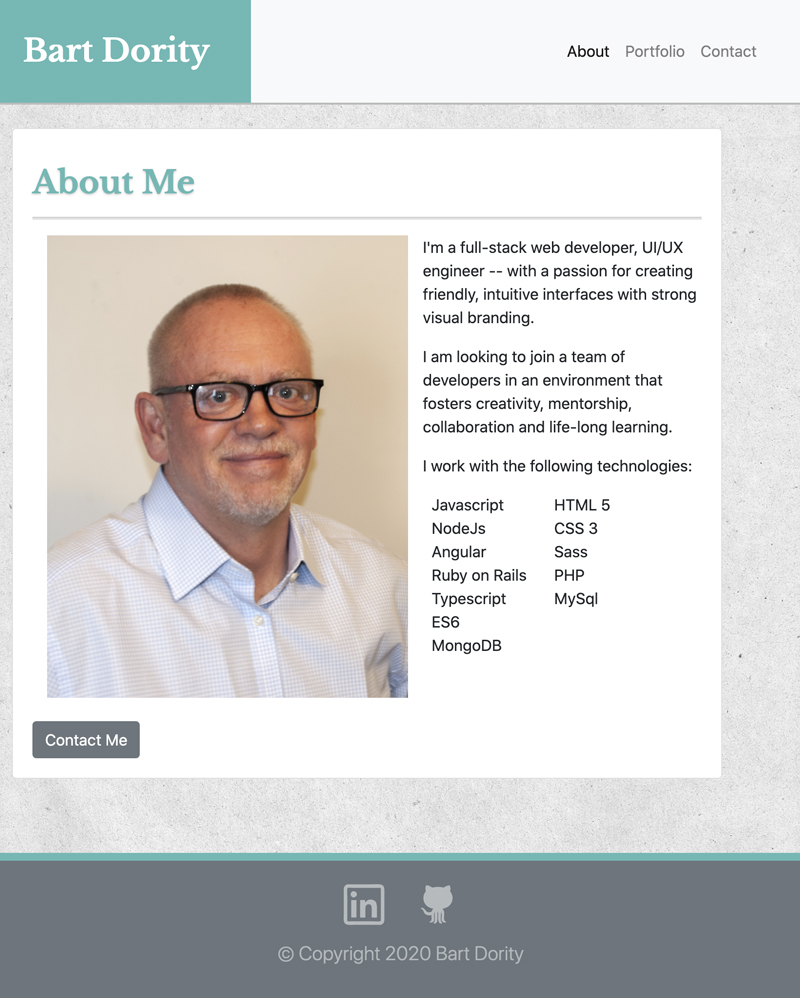 Bart Dority
About Portfolio Contact
About Me
I'm a full-stack web developer, UI/UX
engineer -- with a passion for creating
friendly, intuitive interfaces with strong
visual branding.
I am looking to join a team of
developers in an environment that
fosters creativity, mentorship,
collaboration and life-long learning.
I work with the following technologies:
Javascript
NodeJs
Angular
Ruby on Rails
Typescript
ES6
MongoDB
HTML 5
CSS 3
Sass
PHP
MySql
Contact Me
in
© Copyright 2020 Bart Dority